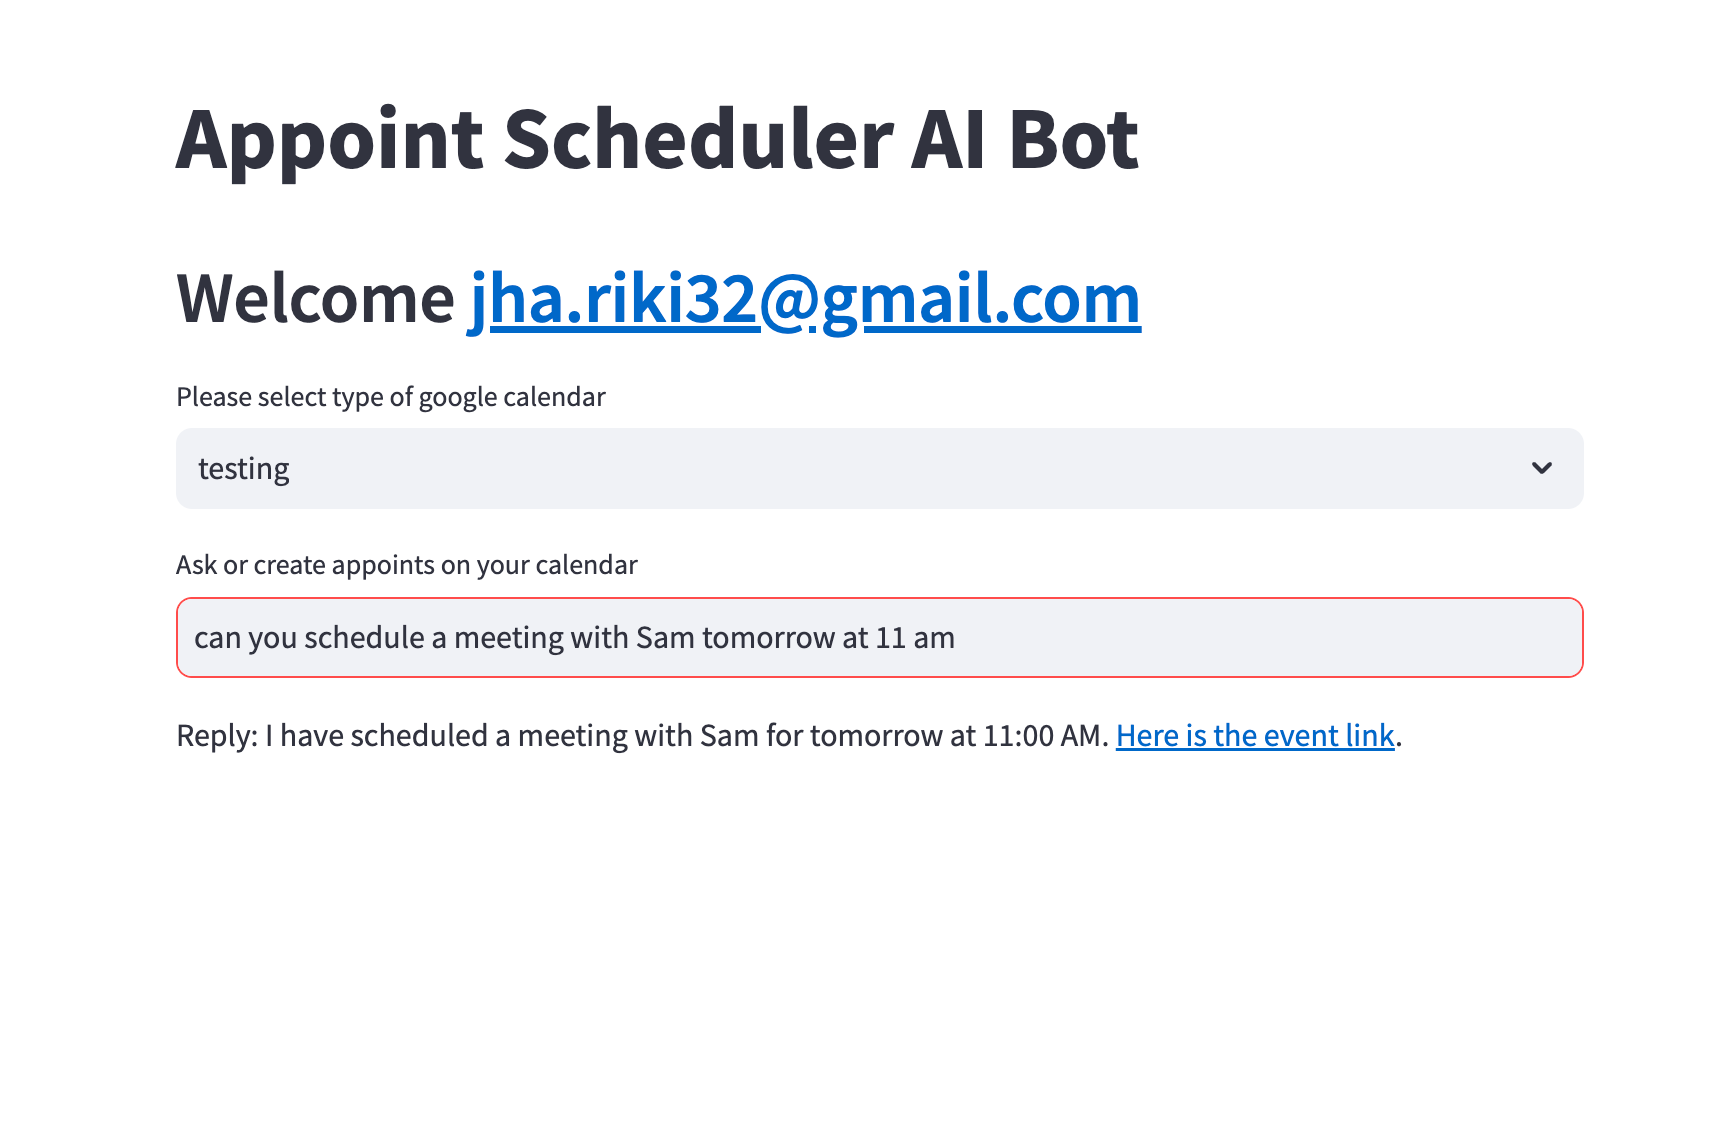 Appoint Scheduler AI Bot
Welcome jha.riki32@gmail.com
Please select type of google calendar
testing
Ask or create appoints on your calendar
can you schedule a meeting with Sam tomorrow at 11 am
Reply: I have scheduled a meeting with Sam for tomorrow at 11:00 AM. Here is the event link.